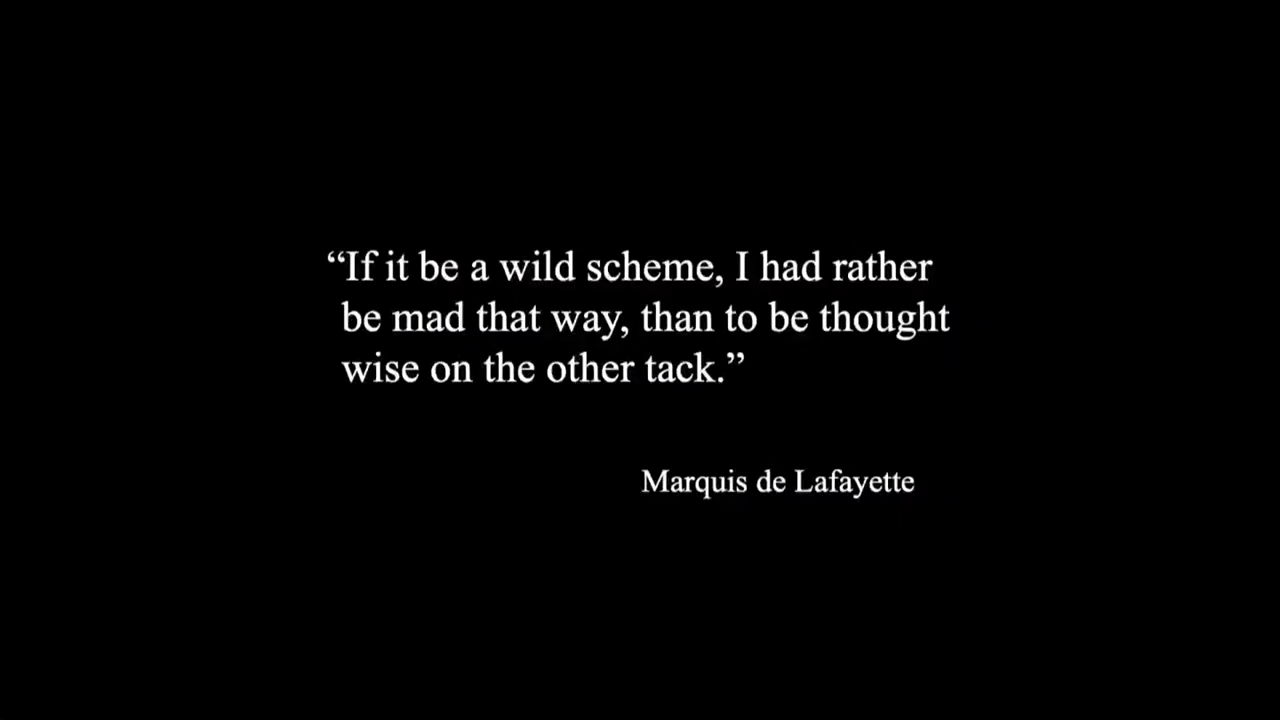 “If it be a wild scheme, I had rather
be mad that way, than to be thought
wise on the other tack.”
Marquis de Lafayette